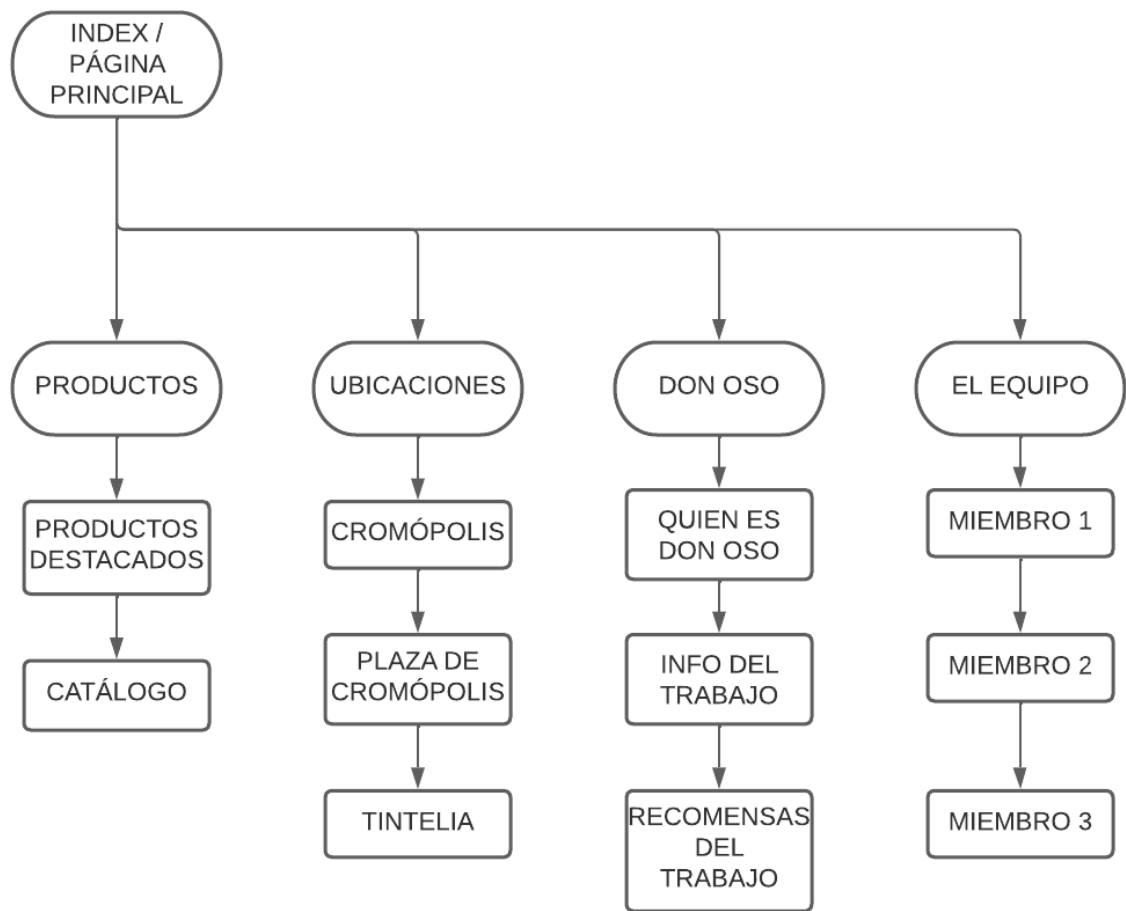 INDEX /
PÁGINA
PRINCIPAL
PRODUCTOS
UBICACIONES
DON OSO
EL EQUIPO
PRODUCTOS
DESTACADOS
CROMÓPOLIS
QUIEN ES
DON OSO
MIEMBRO 1
CATÁLOGO
PLAZA DE
CROMÓPOLIS
INFO DEL
TRABAJO
MIEMBRO 2
TINTELIA
RECOMENSAS
DEL
TRABAJO
MIEMBRO 3